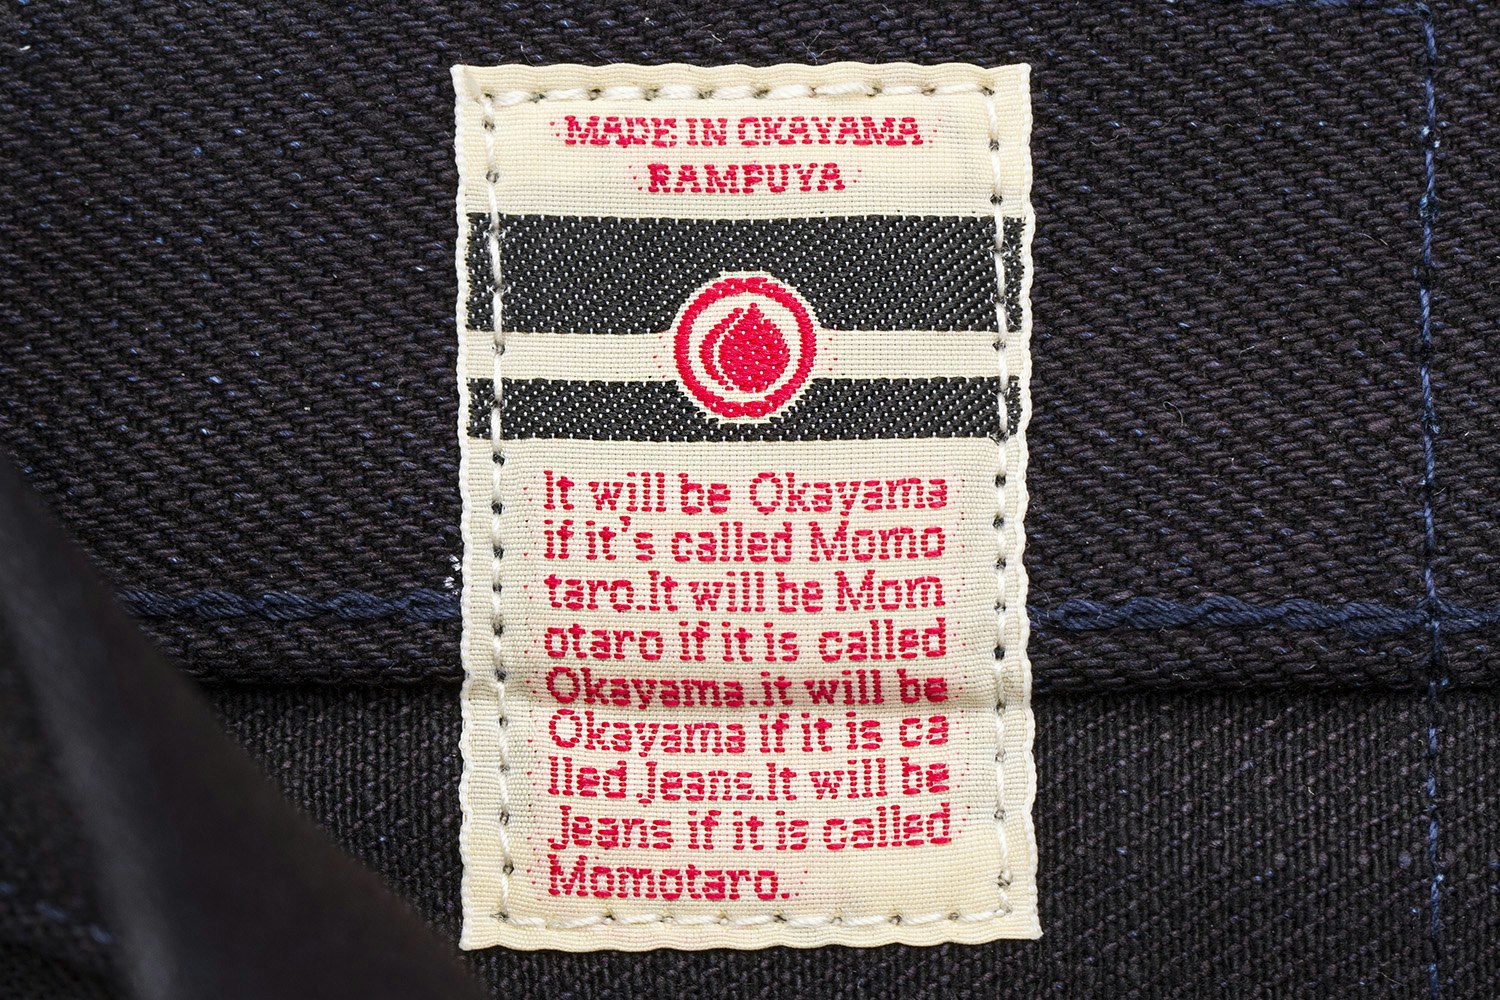 MADE IN OKAYAMA
RAMPUYA
It will be Okayama
if it's called Momo
taro.It will be Mom
otaro if it is called
Okayama.it will be
Okayama if it is ca
lled Jeans.It will be
Jeans if it is called
Momotaro.